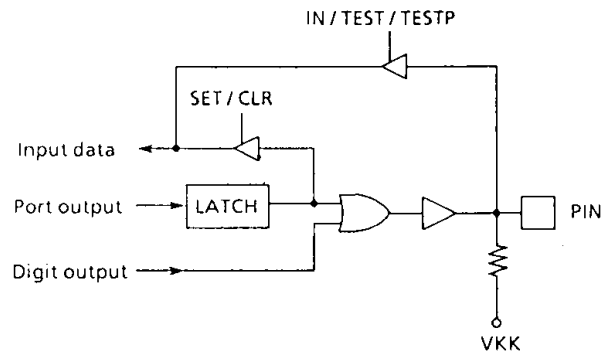 IN / TEST / TESTP
SET / CLR
Input data
Port output
LATCH
PIN
Digit output
VKK